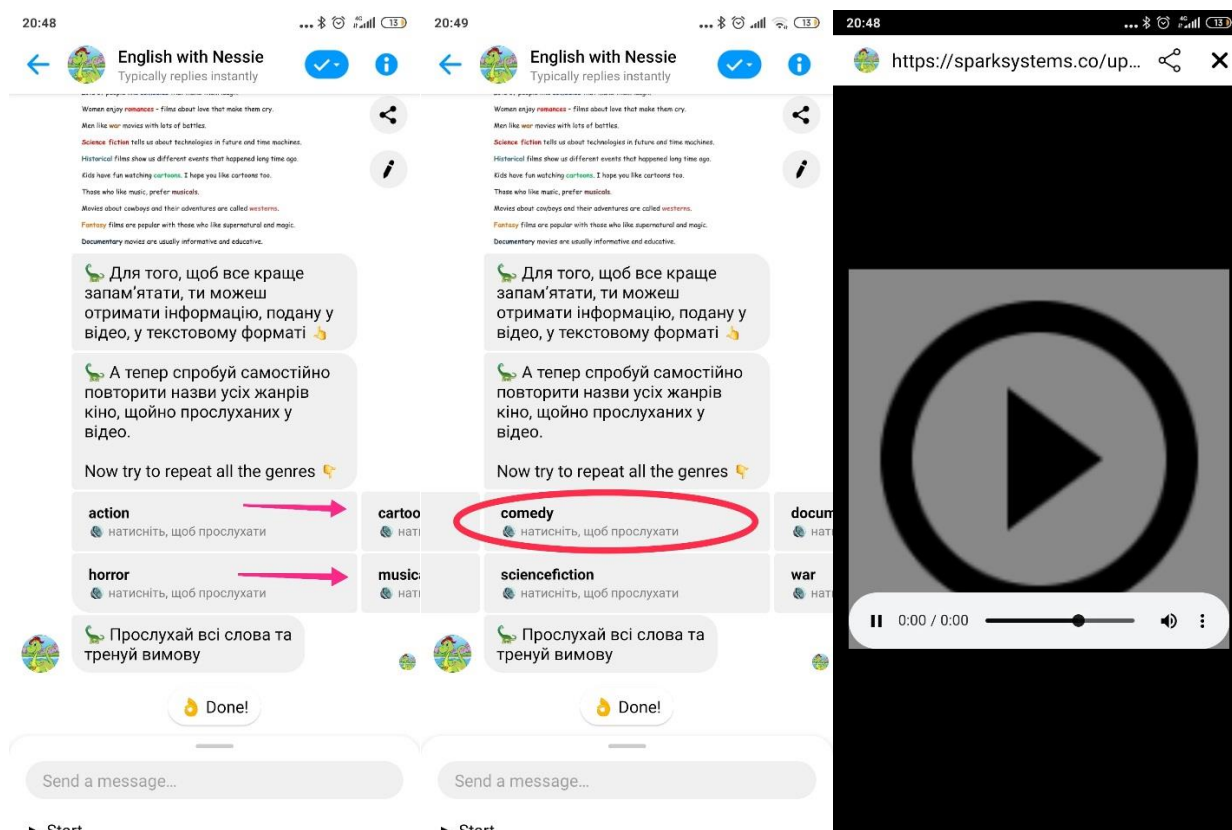 20:48
4G
13
English with Nessie
Typically replies instantly
Women enjoy romances - films about love that make them cry.
Men like war movies with lots of battles.
Science fiction tells us about technologies in future and time machines.
Historical films show us different events that happened long time ago.
Kids have fun watching cartoons. I hope you like cartoons too.
Those who like music, prefer musicals.
Movies about cowboys and their adventures are called westerns.
Fantasy films are popular with those who like supernatural and magic.
Documentary movies are usually informative and educative.
Для того, щоб все краще
запам’ятати, ти можеш
отримати інформацію, подану у
відео, у текстовому форматі
А тепер спробуй самостійно
повторити назви усіх жанрів
кіно, щойно прослуханих у
відео.
Now try to repeat all the genres
action
натисніть, щоб прослухати
cartoo
наті
horror
натисніть, щоб прослухати
music
наті
Прослухай всі слова та
тренуй вимову
Done!
Send a message...
Start
20:49
13
English with Nessie
Typically replies instantly
Women enjoy romances - films about love that make them cry.
Men like war movies with lots of battles.
Science fiction tells us about technologies in future and time machines.
Historical films show us different events that happened long time ago.
Kids have fun watching cartoons. I hope you like cartoons too.
Those who like music, prefer musicals.
Movies about cowboys and their adventures are called westerns.
Fantasy films are popular with those who like supernatural and magic.
Documentary movies are usually informative and educative.
Для того, щоб все краще
запам’ятати, ти можеш
отримати інформацію, подану у
відео, у текстовому форматі
А тепер спробуй самостійно
повторити назви усіх жанрів
кіно, щойно прослуханих у
відео.
Now try to repeat all the genres
comedy
натисніть, щоб прослухати
docum
нати
sciencefiction
натисніть, щоб прослухати
war
нати
Прослухай всі слова та
тренуй вимову
Done!
Send a message...
Start
20:48
4G
13
https://sparksystems.co/up...
0:00 / 0:00